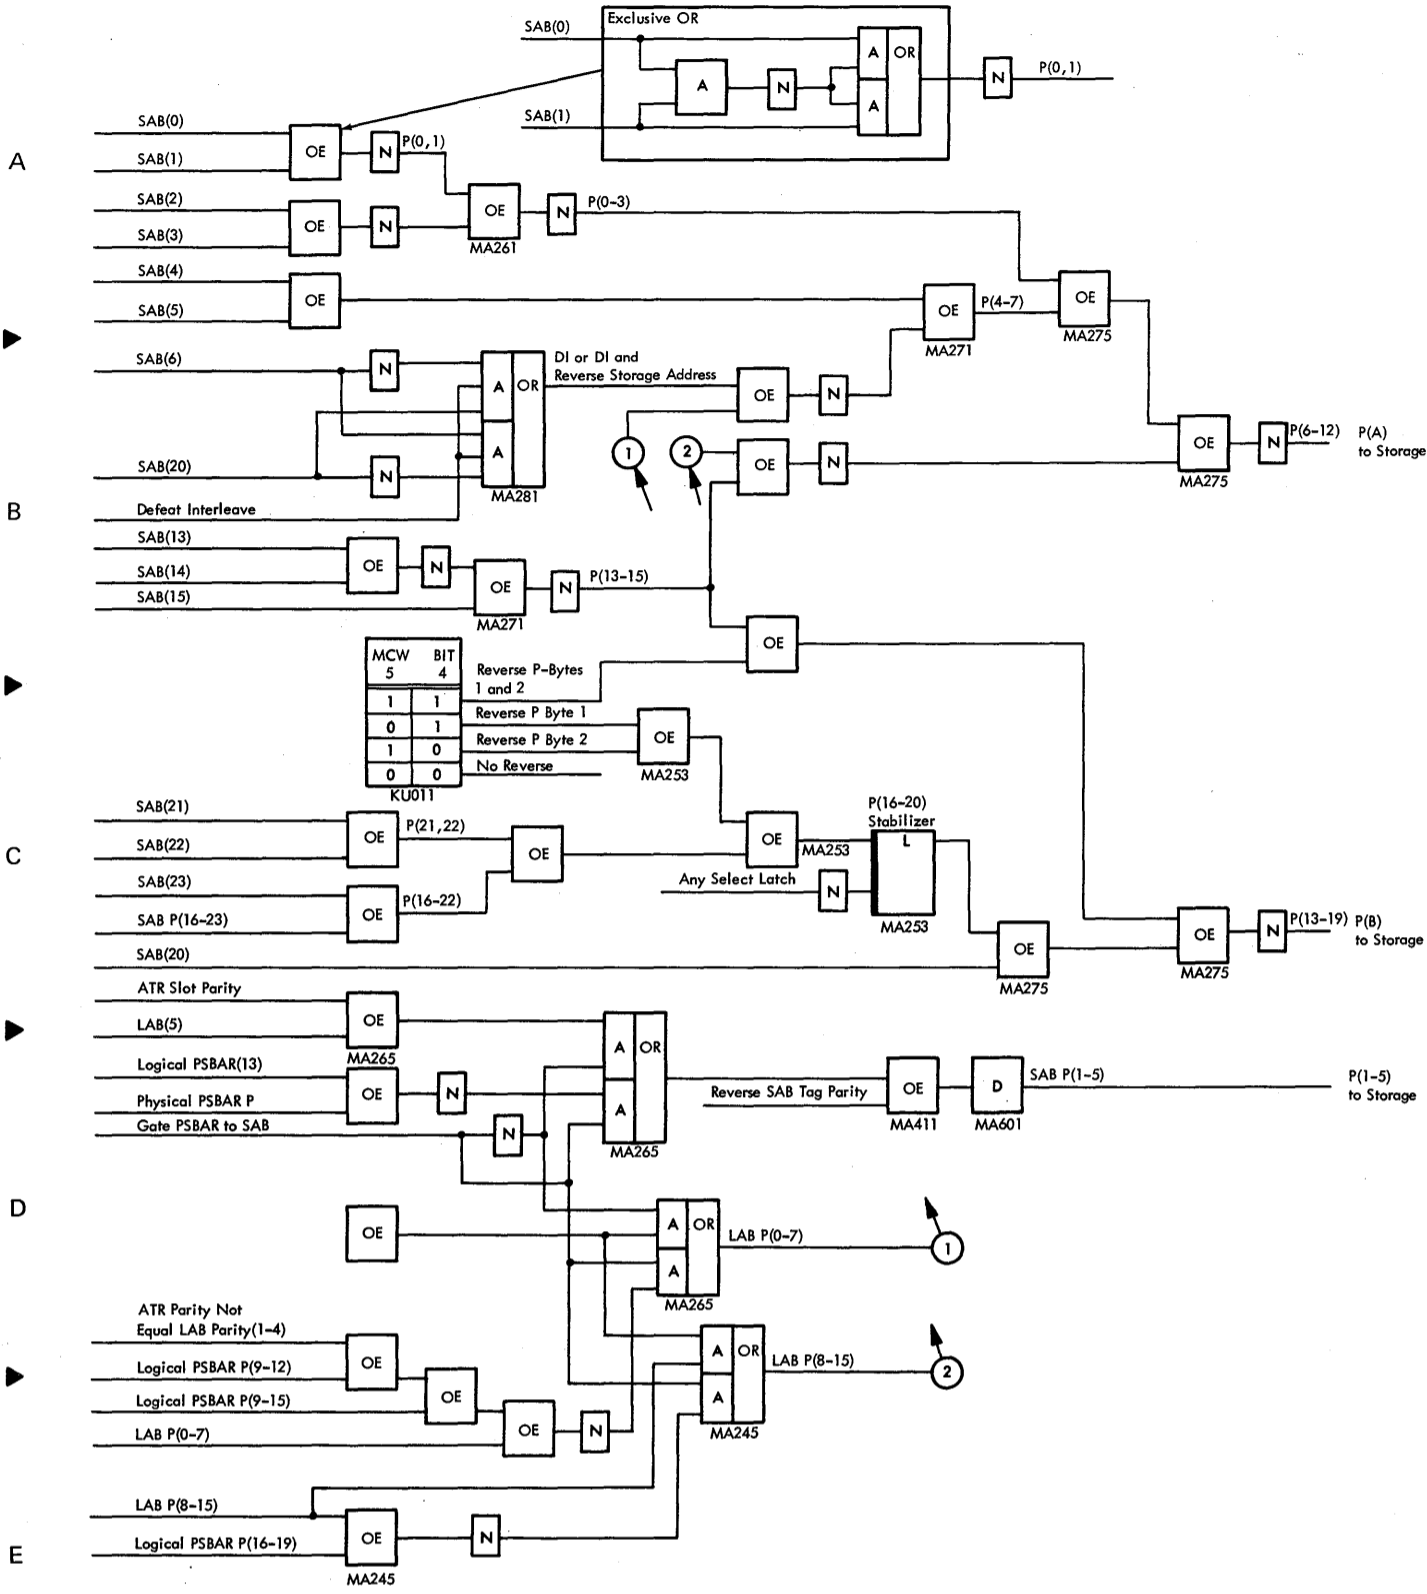 Exclusive OR
SAB(0)
A OR
A N
A
N P(0,1)
SAB(1)
A
SAB(0)
OE N P(0,1)
SAB(1)
SAB(2)
OE N
SAB(3)
OE N P(0-3)
MA261
SAB(4)
OE
SAB(5)
OE P(4-7)
MA271
OE
MA275
SAB(6)
N
A OR
A
MA281
DI or DI and
Reverse Storage Address
OE N
1
2
OE N
OE N P(6-12) P(A)
to Storage
MA275
SAB(20)
N
B
Defeat Interleave
SAB(13)
OE N
SAB(14)
SAB(15)
OE N P(13-15)
MA271
OE
MCW BIT
5 4
1 1
0 1
1 0
0 0
KU011
Reverse P-Bytes
1 and 2
Reverse P Byte 1
Reverse P Byte 2
No Reverse
OE
MA253
C
SAB(21)
OE P(21,22)
SAB(22)
OE
SAB(23)
OE P(16-22)
SAB P(16-23)
OE
MA253
P(16-20)
Stabilizer
L
MA253
Any Select Latch N
SAB(20)
OE
MA275
OE N P(13-19) P(B)
to Storage
MA275
ATR Slot Parity
OE
LAB(5)
MA265
Logical PSBAR(13)
OE N
Physical PSBAR P
Gate PSBAR to SAB
N
A OR
A
MA265
Reverse SAB Tag Parity
OE
MA411
D
MA601
SAB P(1-5) P(1-5)
to Storage
D
OE
A OR
A
MA265
LAB P(0-7) 1
ATR Parity Not
Equal LAB Parity(1-4)
OE
Logical PSBAR P(9-12)
OE
Logical PSBAR P(9-15)
OE N
LAB P(0-7)
A OR
A
MA245
LAB P(8-15) 2
LAB P(8-15)
OE N
Logical PSBAR P(16-19)
MA245
E